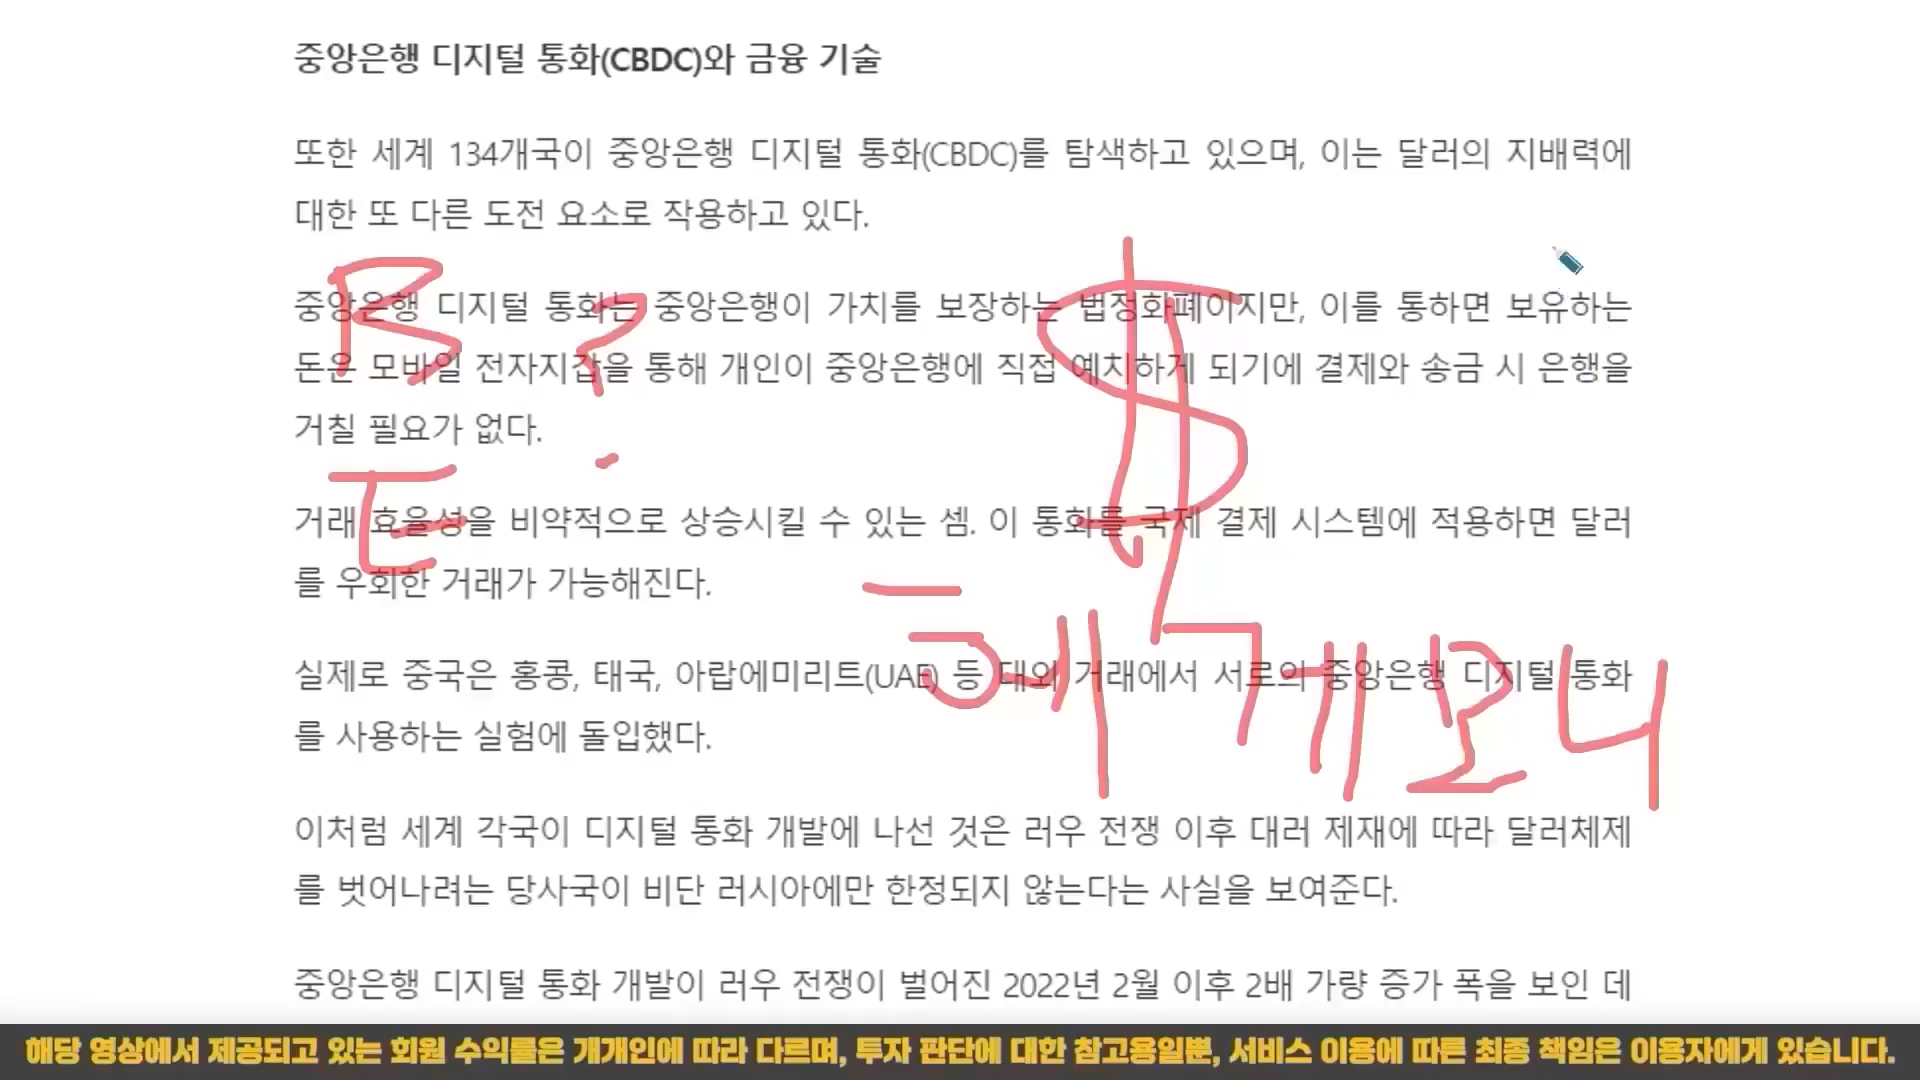 중앙은행 디지털 통화(CBDC)와 금융 기술
또한 세계 134개국이 중앙은행 디지털 통화(CBDC)를 탐색하고 있으며, 이는 달러의 지배력에
대한 또 다른 도전 요소로 작용하고 있다.
중앙은행 디지털 통화는 중앙은행이 가치를 보장하는 법정화폐이지만, 이를 통하면 보유하는
돈은 모바일 전자지갑을 통해 개인이 중앙은행에 직접 예치하게 되기에 결제와 송금 시 은행을
거칠 필요가 없다.
거래 효율성을 비약적으로 상승시킬 수 있는 셈. 이 통화를 국제 결제 시스템에 적용하면 달러
를 우회한 거래가 가능해진다.
실제로 중국은 홍콩, 태국, 아랍에미리트(UAE) 등 대외 거래에서 서로의 중앙은행 디지털 통화
를 사용하는 실험에 돌입했다.
이처럼 세계 각국이 디지털 통화 개발에 나선 것은 러우 전쟁 이후 대러 제재에 따라 달러체제
를 벗어나려는 당사국이 비단 러시아에만 한정되지 않는다는 사실을 보여준다.
중앙은행 디지털 통화 개발이 러우 전쟁이 벌어진 2022년 2월 이후 2배 가량 증가 폭을 보인 데
B ?
E
$
헤게모니
해당 영상에서 제공되고 있는 회원 수익률은 개개인에 따라 다르며, 투자 판단에 대한 참고용일뿐, 서비스 이용에 따른 최종 책임은 이용자에게 있습니다.